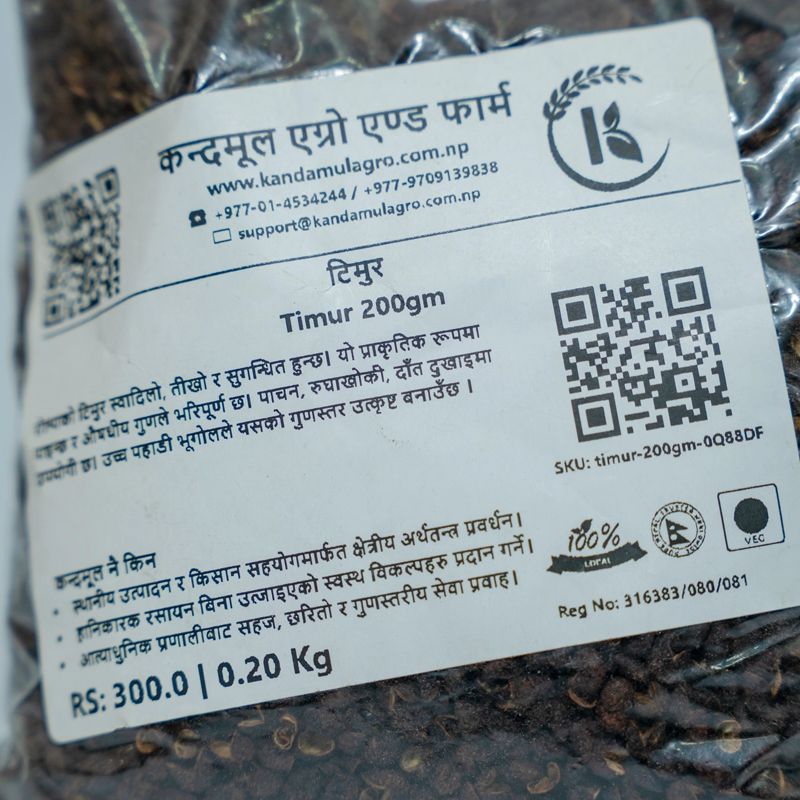 कन्दमूल एग्रो एण्ड फार्म
www.kandamulagro.com.np
+977-01-4534244 / +977-9709139838
support@kandamulagro.com.np
टिमुर
Timur 200gm
टिमुर स्वादिलो, तीखो र सुगन्धित हुन्छ। यो प्राकृतिक रूपमा
र औषधीय गुणले भरिपूर्ण छ। पाचन, रुघाखोकी, दाँत दुखाइमा
उपयोगी छ। उच्च पहाडी भूगोलले यसको गुणस्तर उत्कृष्ट बनाउँछ ।
SKU: timur-200gm-0Q88DF
कन्दमूल नै किन
• स्थानीय उत्पादन र किसान सहयोगमार्फत क्षेत्रीय अर्थतन्त्र प्रवर्धन।
• हानिकारक रसायन बिना उत्जाइएको स्वस्थ विकल्पहरु प्रदान गर्ने।
• आत्याधुनिक प्रणालीवाट सहज, छरितो र गुणस्तरीय सेवा प्रवाह।
100%
LOCAL
VEG
Reg No: 316383/080/081
RS: 300.0 | 0.20 Kg